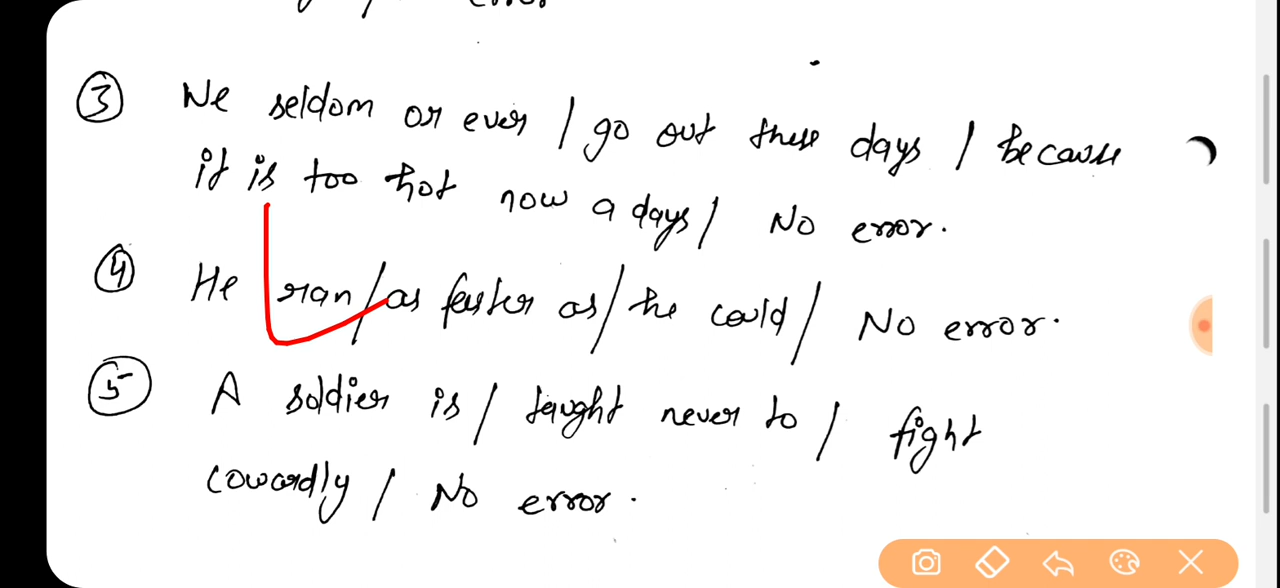 ③ We seldom or ever / go out these days / because
it is too hot now a days / No error.
④ He ran / as faster as / he could / No error.
⑤ A soldier is / taught never to / fight
cowardly / No error.